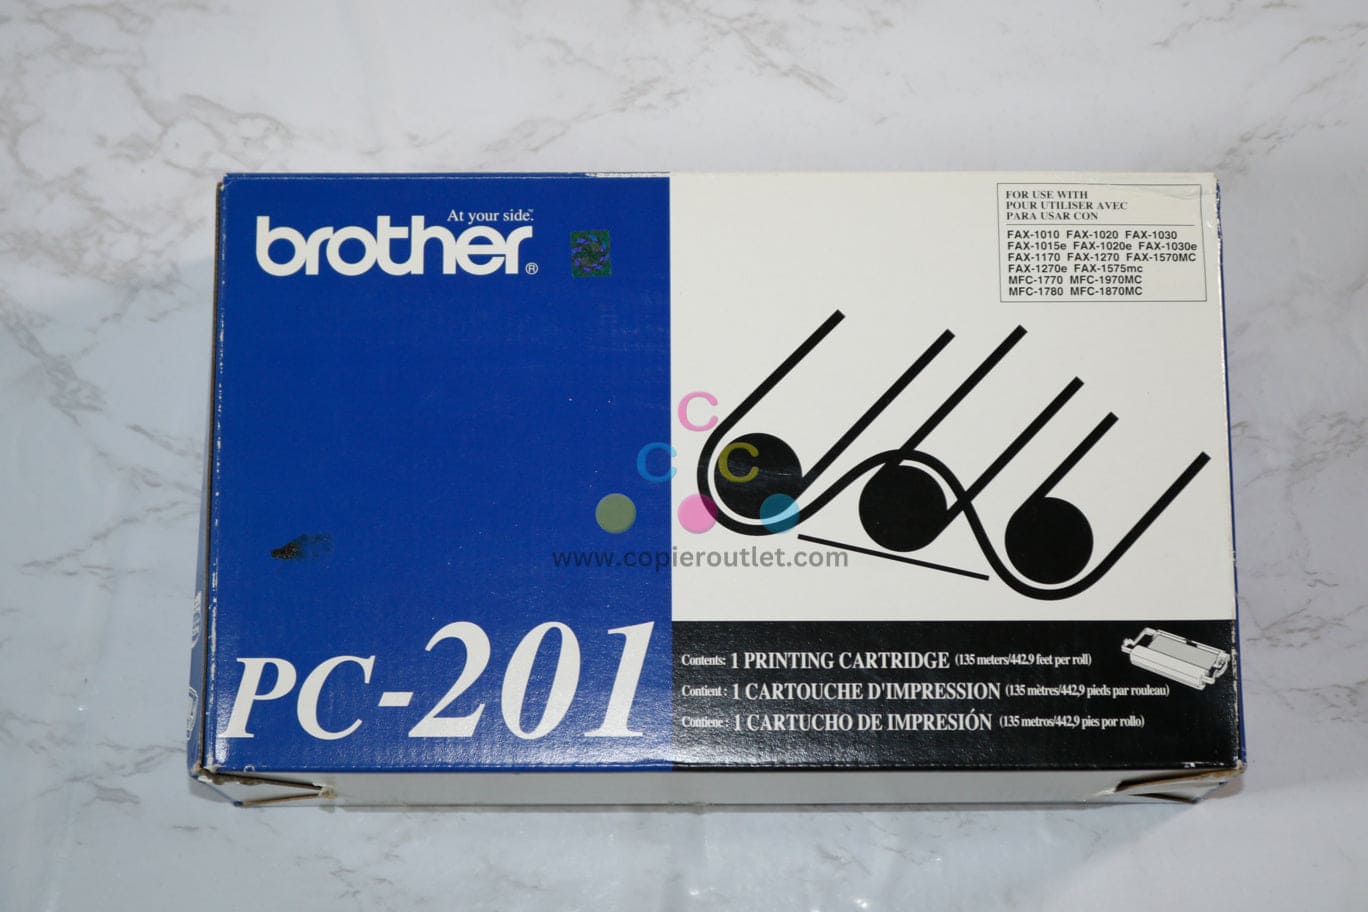 At your side.™
brother®
FOR USE WITH
POUR UTILISER AVEC
PARA USAR CON
FAX-1010 FAX-1020 FAX-1030
FAX-1015e FAX-1020e FAX-1030e
FAX-1170 FAX-1270 FAX-1570MC
FAX-1270e FAX-1575mc
MFC-1770 MFC-1970MC
MFC-1780 MFC-1870MC
C
C C
www.copieroutlet.com
PC-201
Contents: 1 PRINTING CARTRIDGE (135 meters/442.9 feet per roll)
Contient : 1 CARTOUCHE D'IMPRESSION (135 mètres/442,9 pieds par rouleau)
Contiene : 1 CARTUCHO DE IMPRESIÓN (135 metros/442,9 pies por rollo)